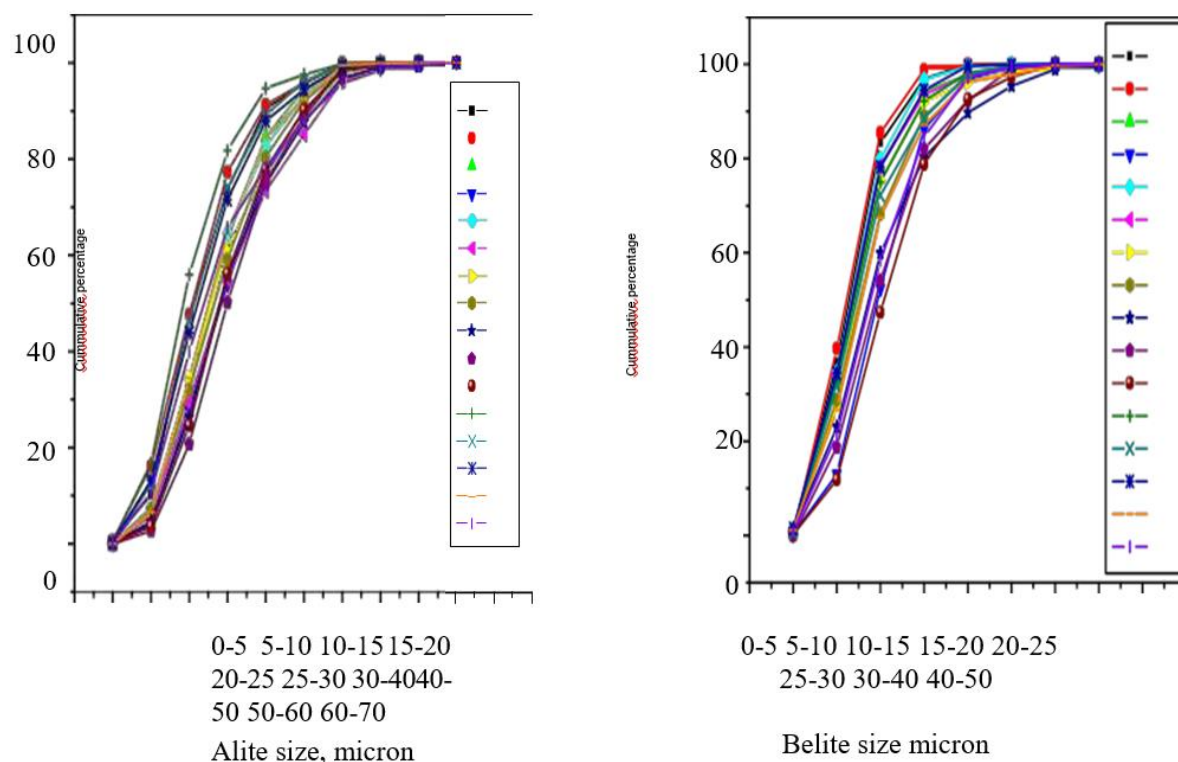 100
80
60
40
20
0
Cummulative percentage
0-5 5-10 10-15 15-20
20-25 25-30 30-4040-
50 50-60 60-70
Alite size, micron
100
80
60
40
20
0
Cummulative percentage
0-5 5-10 10-15 15-20 20-25
25-30 30-40 40-50
Belite size micron